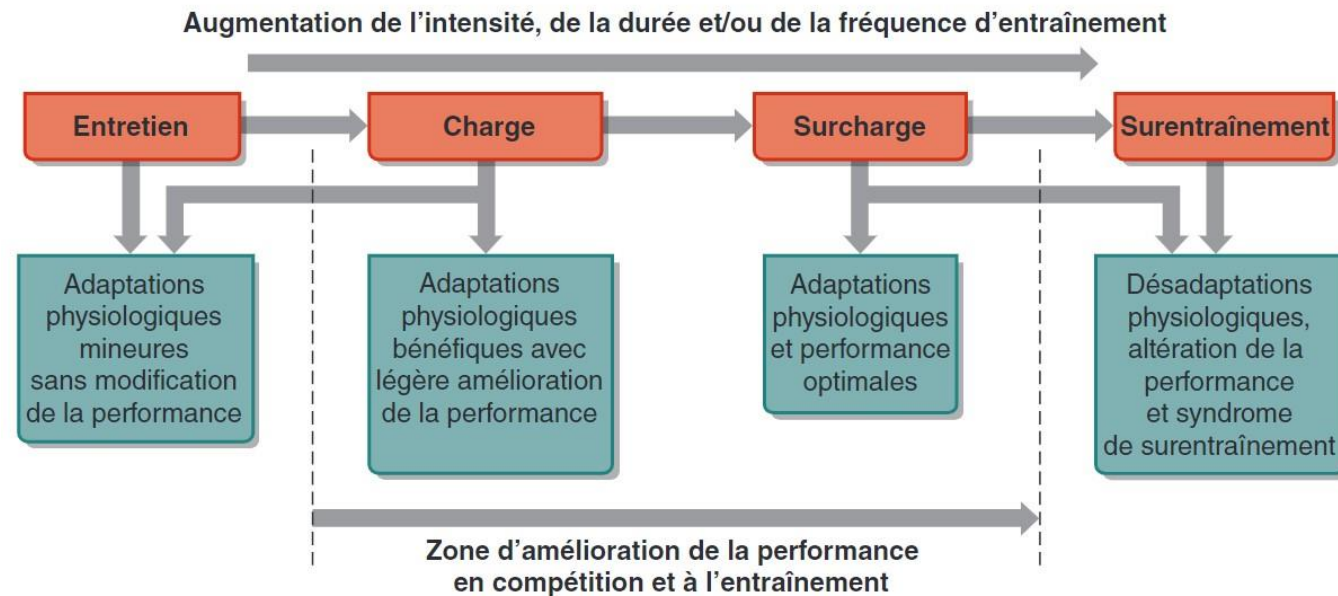 Augmentation de l’intensité, de la durée et/ou de la fréquence d’entraînement
Entretien
Charge
Surcharge
Surentraînement
Adaptations
physiologiques
mineures
sans modification
de la performance
Adaptations
physiologiques
bénéfiques avec
légère amélioration
de la performance
Adaptations
physiologiques
et performance
optimales
Désadaptations
physiologiques,
altération de la
performance
et syndrome
de surentraînement
Zone d’amélioration de la performance
en compétition et à l’entraînement